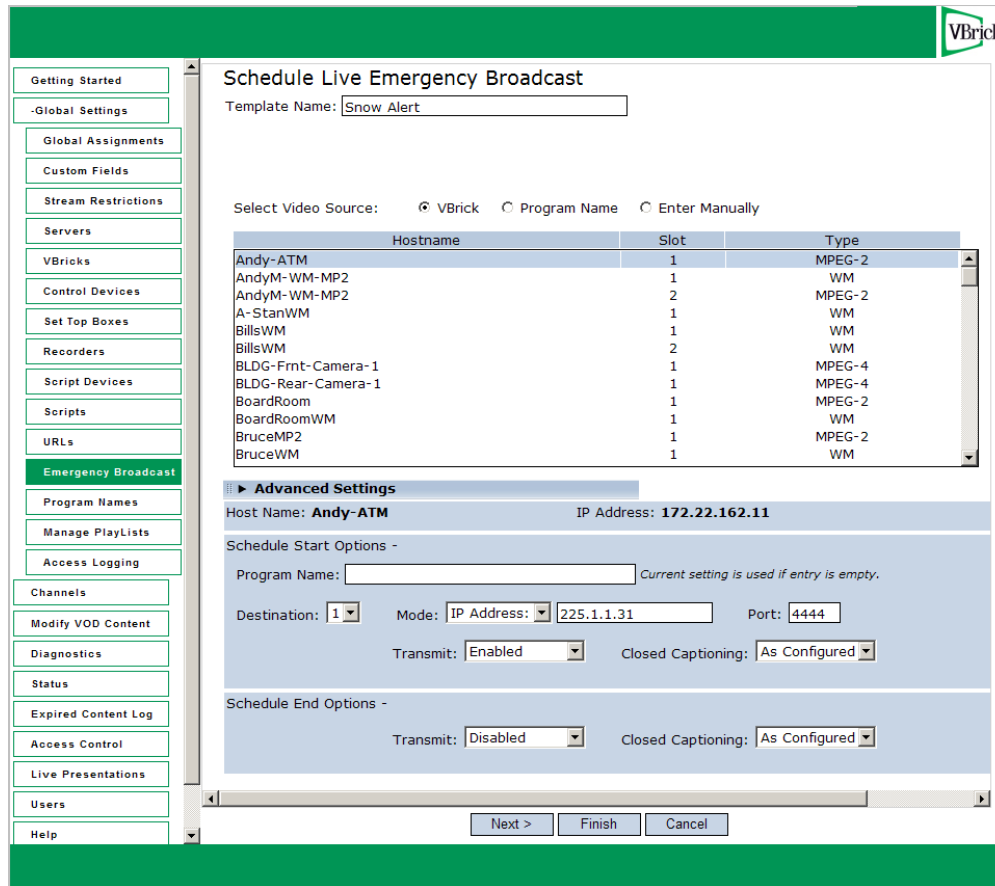 VBrick
Getting Started
-Global Settings
Global Assignments
Custom Fields
Stream Restrictions
Servers
VBricks
Control Devices
Set Top Boxes
Recorders
Script Devices
Scripts
URLs
Emergency Broadcast
Program Names
Manage PlayLists
Access Logging
Channels
Modify VOD Content
Diagnostics
Status
Expired Content Log
Access Control
Live Presentations
Users
Help
Schedule Live Emergency Broadcast
Template Name: Snow Alert
Select Video Source: VBrick Program Name Enter Manually
Hostname Slot Type
Andy-ATM 1 MPEG-2
AndyM-WM-MP2 1 WM
AndyM-WM-MP2 2 MPEG-2
A-StanWM 1 WM
BillsWM 1 WM
BillsWM 2 WM
BLDG-Frnt-Camera-1 1 MPEG-4
BLDG-Rear-Camera-1 1 MPEG-4
BoardRoom 1 MPEG-2
BoardRoomWM 1 WM
BruceMP2 1 MPEG-2
BruceWM 1 WM
Advanced Settings
Host Name: Andy-ATM IP Address: 172.22.162.11
Schedule Start Options -
Program Name: Current setting is used if entry is empty.
Destination: 1 Mode: IP Address: 225.1.1.31 Port: 4444
Transmit: Enabled Closed Captioning: As Configured
Schedule End Options -
Transmit: Disabled Closed Captioning: As Configured
Next > Finish Cancel